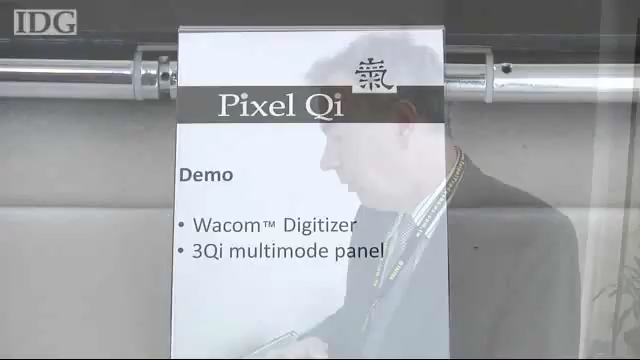 IDG
氣
Pixel Qi
Demo
• Wacom™ Digitizer
• 3Qi multimode panel